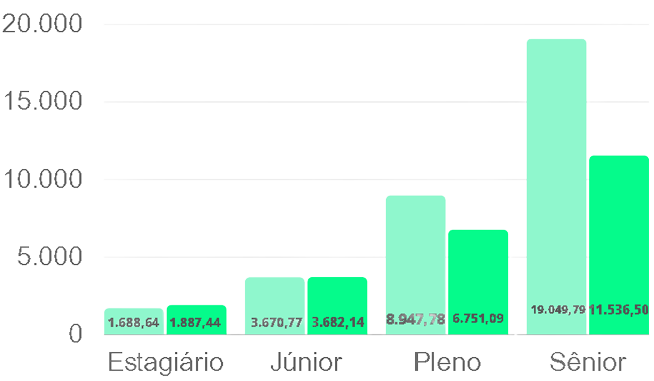 20.000
15.000
10.000
5.000
0
1.688,64 1.887,44 3.670,77 3.682,14 8.947,78 6.751,09 19.049,79 11.536,50
Estagiário Júnior Pleno Sênior